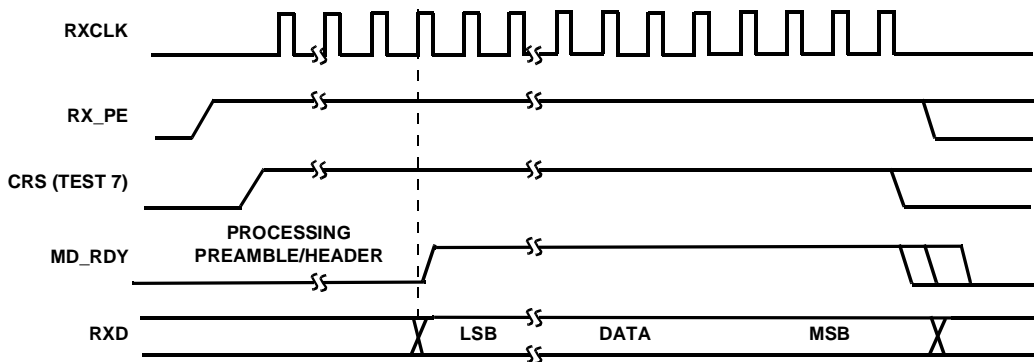 RXCLK
RX_PE
CRS (TEST 7)
PROCESSING
PREAMBLE/HEADER
MD_RDY
RXD
LSB
DATA
MSB